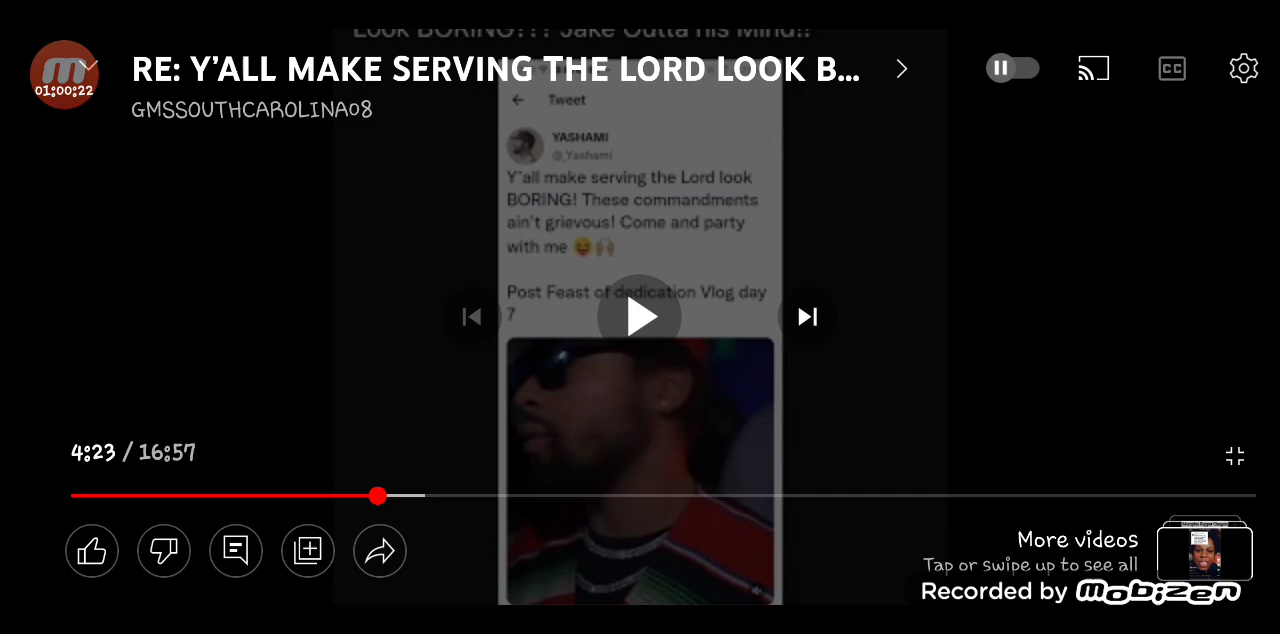 Look BORING!?! Jake Outta his Mind!!
RE: Y’ALL MAKE SERVING THE LORD LOOK B...
01:00:22
GMSSOUTHCAROLINA08
CC
Tweet
YASHAMI
@_Yashami
Y'all make serving the Lord look
BORING! These commandments
ain't grievous! Come and party
with me 😝🙌🏼
Post Feast of dedication Vlog day
7
4:23 / 16:57
More videos
Tap or swipe up to see all
Recorded by mobizen